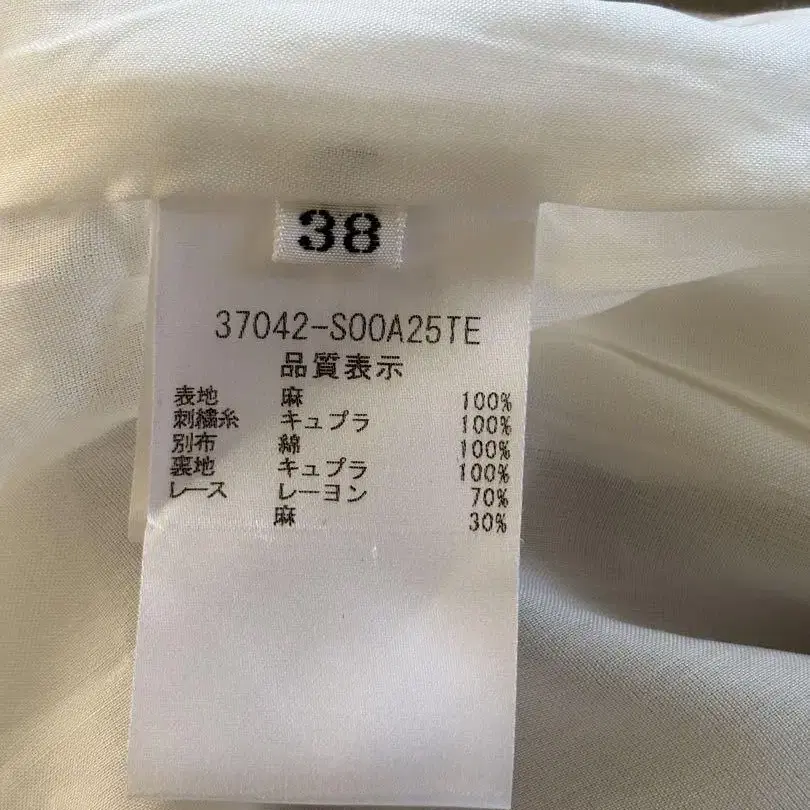 38
37042-S00A25TE
品質表示
表地 麻 100%
刺繍糸 キュプラ 100%
別布 綿 100%
裏地 キュプラ 100%
レース レーヨン 70%
麻 30%